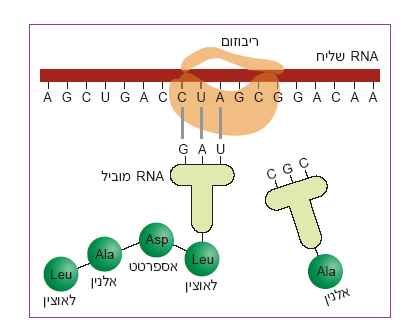 ריבוזום
RNA שליח
A G C U G A C C U A G C G G A C A A
G A U
RNA מוביל
C G C
Leu
לאוצין
Ala
אלנין
Asp
אספרטט
Leu
לאוצין
Ala
אלנין